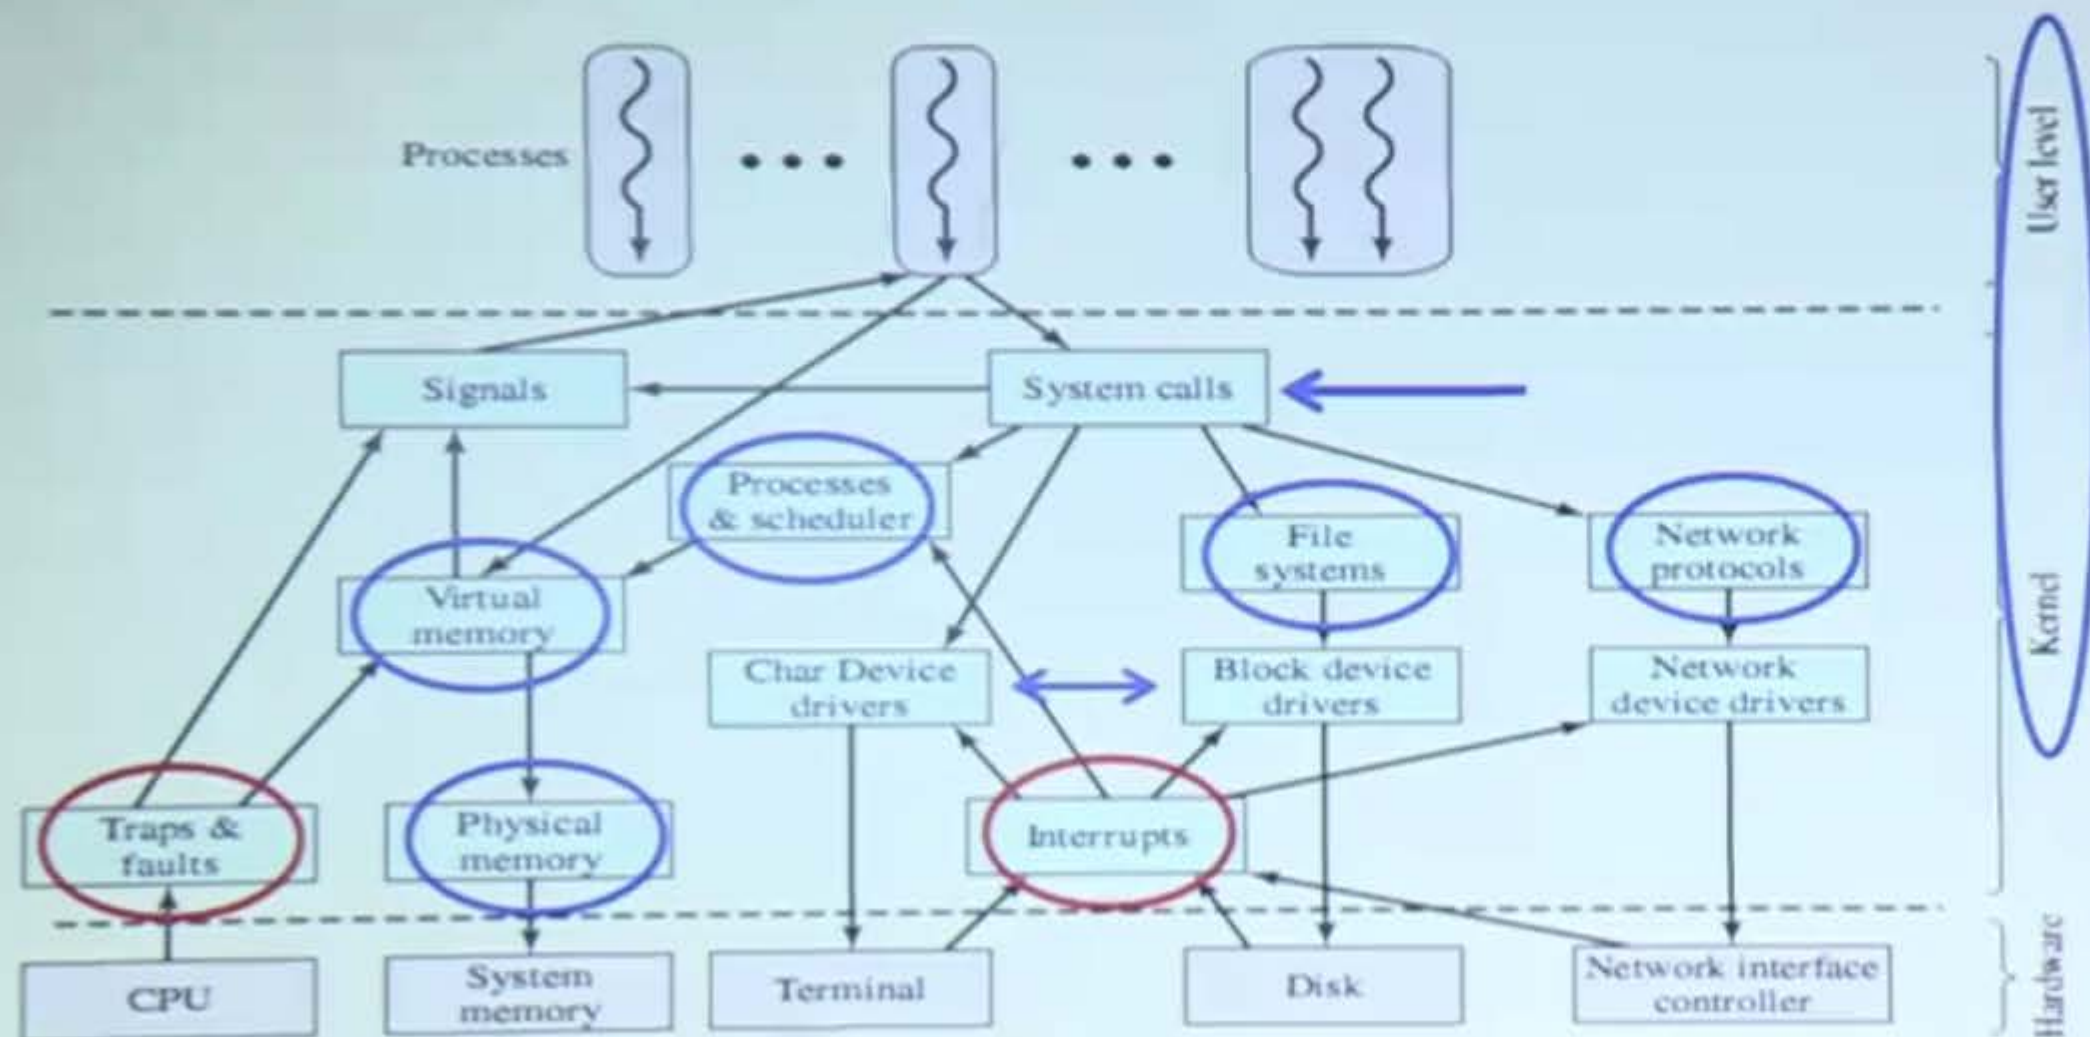 Processes
User level
Signals
System calls
Processes
& scheduler
File
systems
Network
protocols
Virtual
memory
Kernel
Char Device
drivers
Block device
drivers
Network
device drivers
Traps &
faults
Physical
memory
Interrupts
CPU
System
memory
Terminal
Disk
Network interface
controller
Hardware